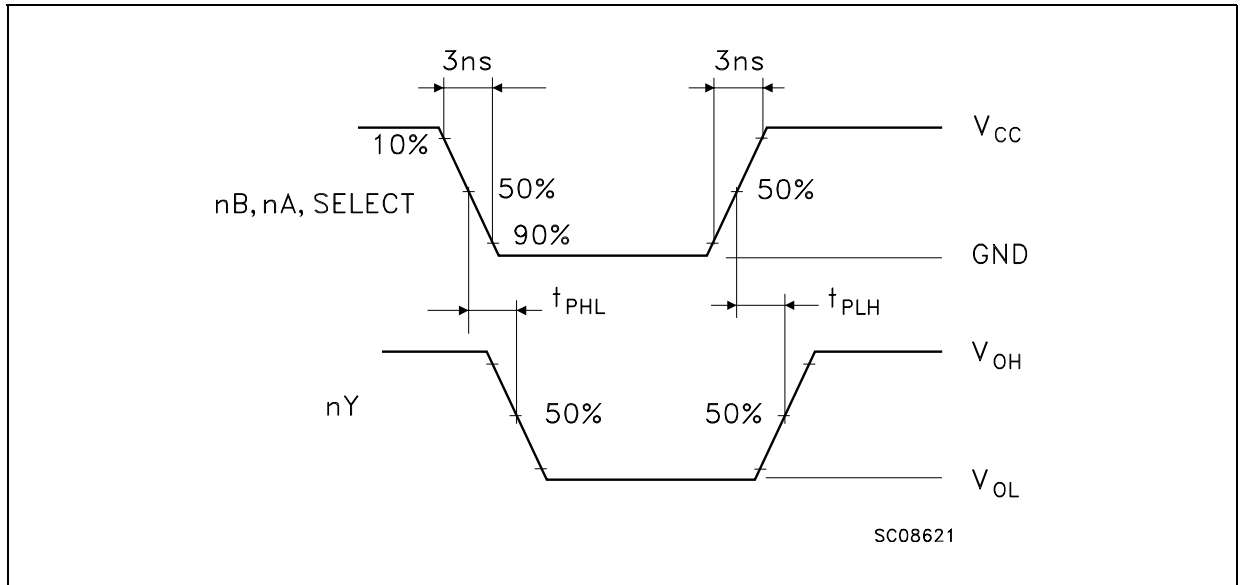 3ns 3ns
V_CC
10%
50% 50%
nB, nA, SELECT
90%
GND
t_PHL t_PLH
V_OH
nY 50% 50%
V_OL
SC08621